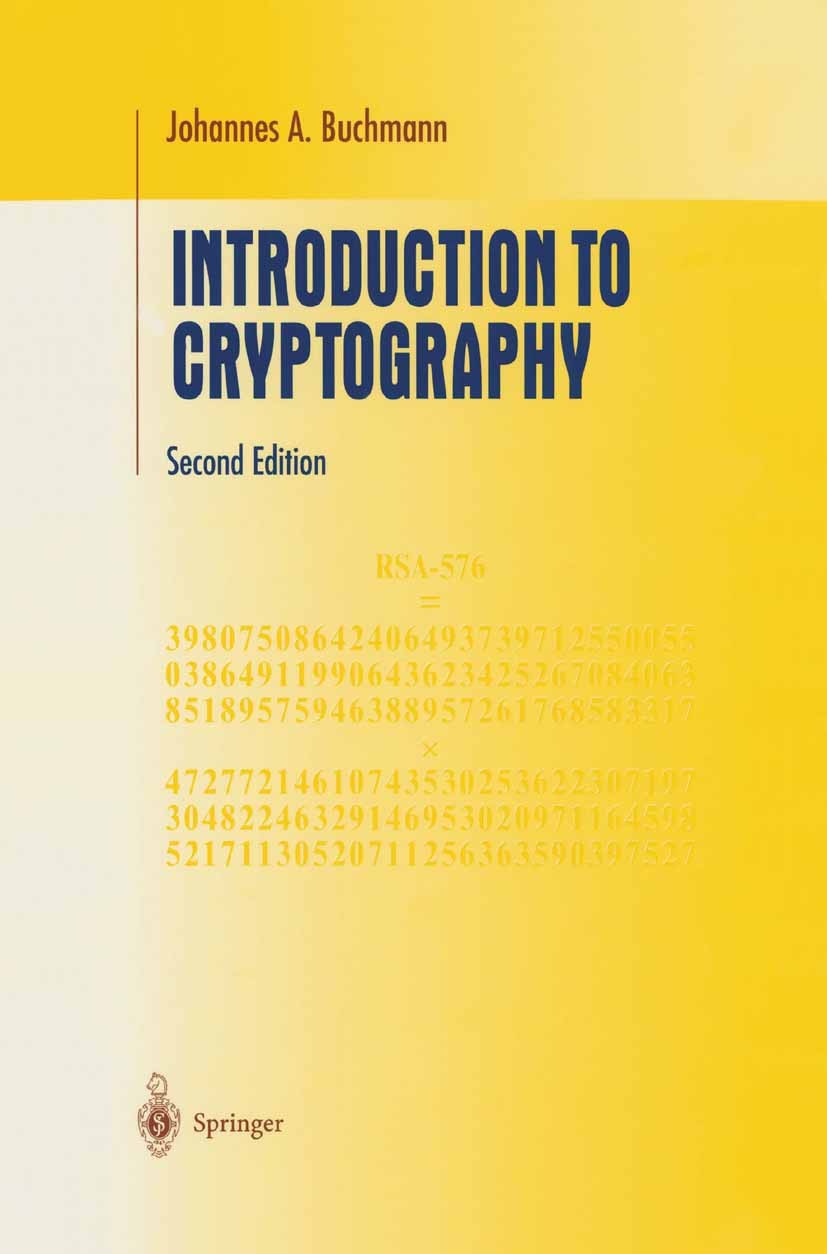 Johannes A. Buchmann
INTRODUCTION TO
CRYPTOGRAPHY
Second Edition
RSA-576
=
39807508642406493739712550055
03864911990643623425267084063
85189575946388957261768583317
×
47277214610743530253622307197
30482246329146953020971164598
52171130520711256363590397527
Springer